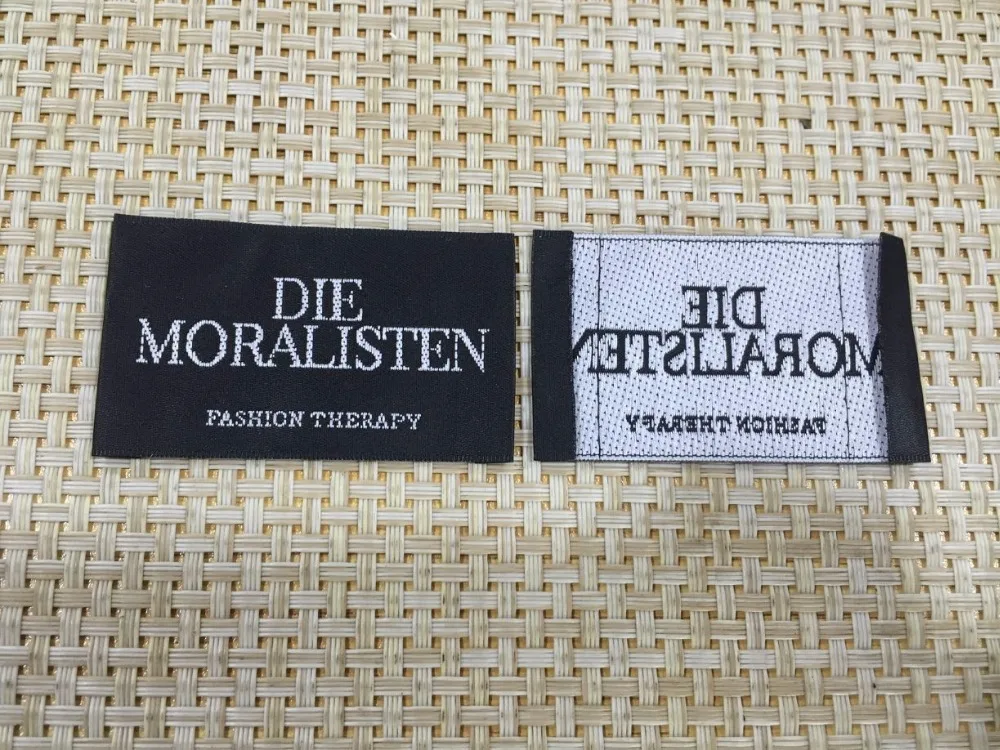 DIE
MORALISTEN
FASHION THERAPY
DIE
MORALISTEN
FASHION THERAPY